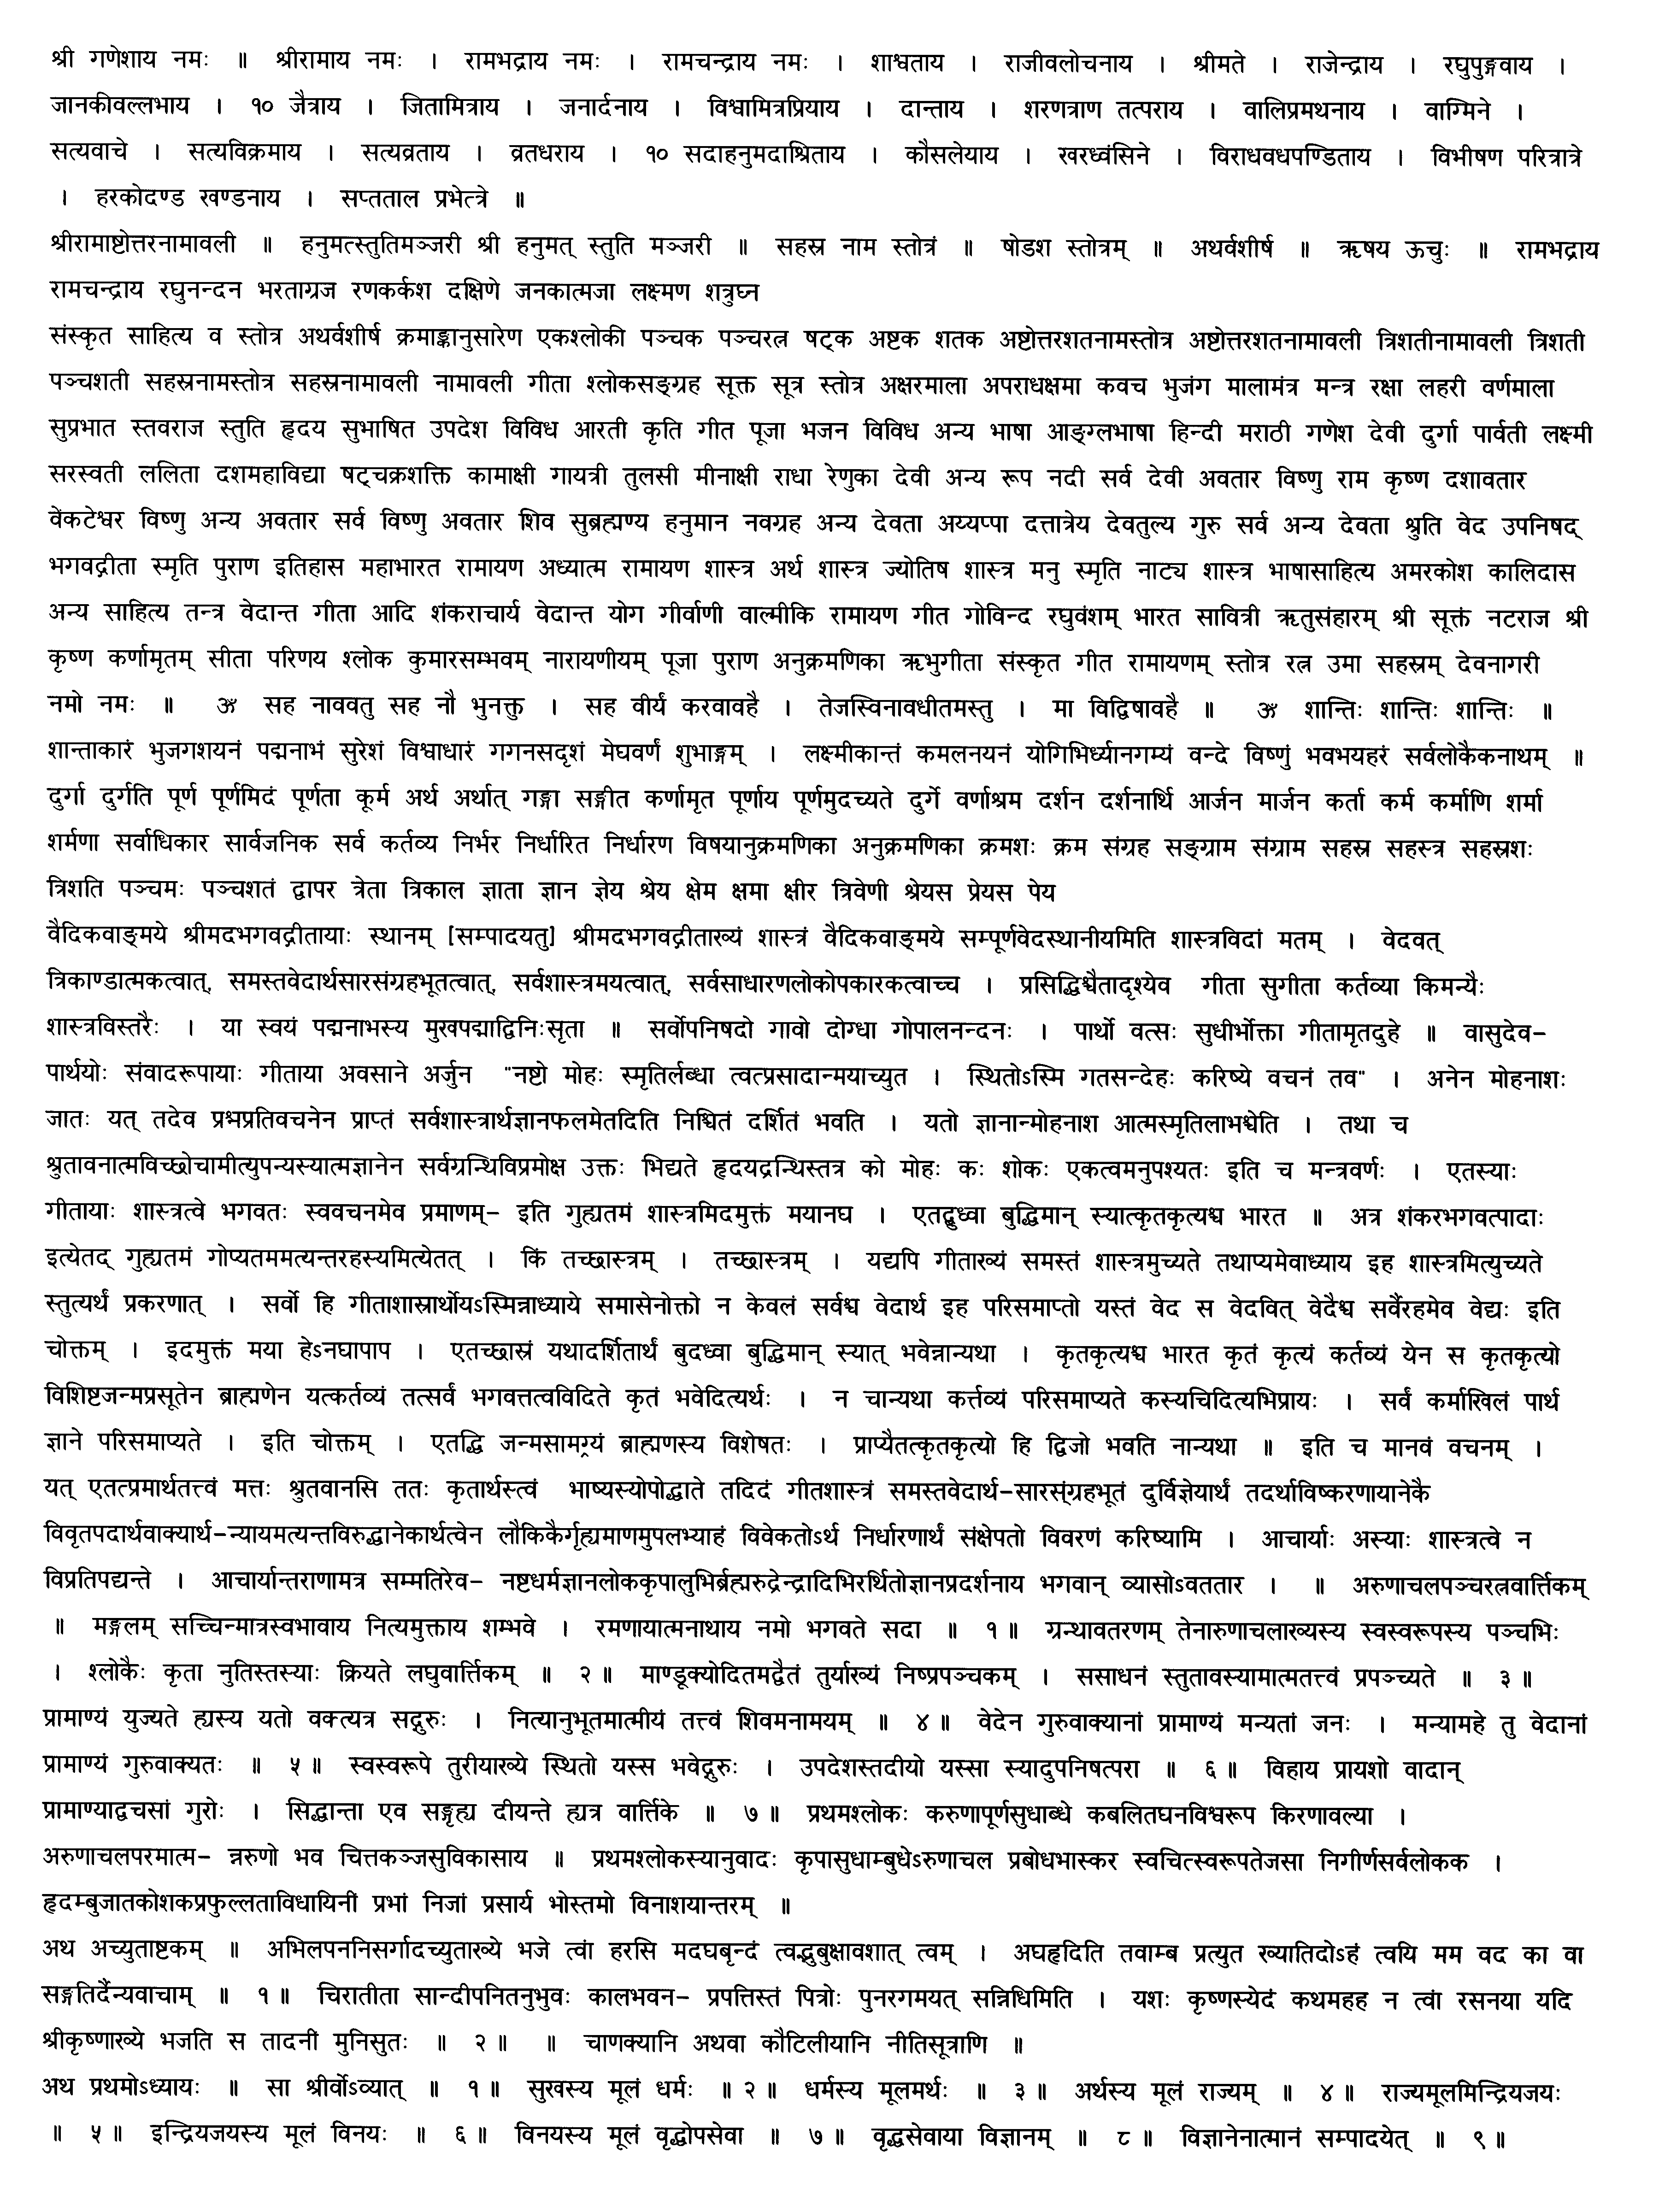 श्री गणेशाय नमः ॥ श्रीरामाय नमः । रामभद्राय नमः । रामचन्द्राय नमः । शाश्वताय । राजीवलोचनाय । श्रीमते । राजेन्द्राय । रघुपुङ्गवाय ।
जानकीवल्लभाय । १० जैत्राय । जितामित्राय । जनार्दनाय । विश्वामित्रप्रियाय । दान्ताय । शरणत्राण तत्पराय । वालिप्रमथनाय । वाग्मिने ।
सत्यवाचे । सत्यविक्रमाय । सत्यव्रताय । व्रतधराय । १० सदाहनुमदाश्रिताय । कौसलेयाय । खरध्वंसिने । विराधवधपण्डिताय । विभीषण परित्रात्रे
। हरकोदण्ड खण्डनाय । सप्तताल प्रभेत्त्रे ॥
श्रीरामाष्टोत्तरनामावली ॥ हनुमत्स्तुतिमञ्जरी श्री हनुमत् स्तुति मञ्जरी ॥ सहस्र नाम स्तोत्रं ॥ षोडश स्तोत्रम् ॥ अथर्वशीर्ष ॥ ऋषय ऊचुः ॥ रामभद्राय
रामचन्द्राय रघुनन्दन भरताग्रज रणकर्कश दक्षिणे जनकात्मजा लक्ष्मण शत्रुघ्न
संस्कृत साहित्य व स्तोत्र अथर्वशीर्ष क्रमाङ्कानुसारेण एकश्लोकी पञ्चक पञ्चरत्न षट्क अष्टक शतक अष्टोत्तरशतनामस्तोत्र अष्टोत्तरशतनामावली त्रिशतीनामावली त्रिशती
पञ्चशती सहस्रनामस्तोत्र सहस्रनामावली नामावली गीता श्लोकसङ्ग्रह सूक्त सूत्र स्तोत्र अक्षरमाला अपराधक्षमा कवच भुजंग मालामंत्र मन्त्र रक्षा लहरी वर्णमाला
सुप्रभात स्तवराज स्तुति हृदय सुभाषित उपदेश विविध आरती कृति गीत पूजा भजन विविध अन्य भाषा आङ्ग्लभाषा हिन्दी मराठी गणेश देवी दुर्गा पार्वती लक्ष्मी
सरस्वती ललिता दशमहाविद्या षट्चक्रशक्ति कामाक्षी गायत्री तुलसी मीनाक्षी राधा रेणुका देवी अन्य रूप नदी सर्व देवी अवतार विष्णु राम कृष्ण दशावतार
वेंकटेश्वर विष्णु अन्य अवतार सर्व विष्णु अवतार शिव सुब्रह्मण्य हनुमान नवग्रह अन्य देवता अय्यप्पा दत्तात्रेय देवतुल्य गुरु सर्व अन्य देवता श्रुति वेद उपनिषद्
भगवद्गीता स्मृति पुराण इतिहास महाभारत रामायण अध्यात्म रामायण शास्त्र अर्थ शास्त्र ज्योतिष शास्त्र मनु स्मृति नाट्य शास्त्र भाषासाहित्य अमरकोश कालिदास
अन्य साहित्य तन्त्र वेदान्त गीता आदि शंकराचार्य वेदान्त योग गीर्वाणी वाल्मीकि रामायण गीत गोविन्द रघुवंशम् भारत सावित्री ऋतुसंहारम् श्री सूक्तं नटराज श्री
कृष्ण कर्णामृतम् सीता परिणय श्लोक कुमारसम्भवम् नारायणीयम् पूजा पुराण अनुक्रमणिका ऋभुगीता संस्कृत गीत रामायणम् स्तोत्र रत्न उमा सहस्रम् देवनागरी
नमो नमः ॥ ॐ सह नाववतु सह नौ भुनक्तु । सह वीर्यं करवावहै । तेजस्विनावधीतमस्तु । मा विद्विषावहै ॥ ॐ शान्तिः शान्तिः शान्तिः ॥
शान्ताकारं भुजगशयनं पद्मनाभं सुरेशं विश्वाधारं गगनसदृशं मेघवर्णं शुभाङ्गम् । लक्ष्मीकान्तं कमलनयनं योगिभिर्ध्यानगम्यं वन्दे विष्णुं भवभयहरं सर्वलोकैकनाथम् ॥
दुर्गा दुर्गति पूर्ण पूर्णमिदं पूर्णता कूर्म अर्थ अर्थात् गङ्गा सङ्गीत कर्णामृत पूर्णाय पूर्णमुदच्यते दुर्गे वर्णाश्रम दर्शन दर्शनार्थि आर्जन मार्जन कर्ता कर्म कर्माणि शर्मा
शर्मणा सर्वाधिकार सार्वजनिक सर्व कर्तव्य निर्भर निर्धारित निर्धारण विषयानुक्रमणिका अनुक्रमणिका क्रमशः क्रम संग्रह सङ्ग्राम संग्राम सहस्र सहस्त्र सहस्रशः
त्रिशति पञ्चमः पञ्चशतं द्वापर त्रेता त्रिकाल ज्ञाता ज्ञान ज्ञेय श्रेय क्षेम क्षमा क्षीर त्रिवेणी श्रेयस प्रेयस पेय
वैदिकवाङ्मये श्रीमदभगवद्गीतायाः स्थानम् [सम्पादयतु] श्रीमदभगवद्गीताख्यं शास्त्रं वैदिकवाङ्मये सम्पूर्णवेदस्थानीयमिति शास्त्रविदां मतम् । वेदवत्
त्रिकाण्डात्मकत्वात्, समस्तवेदार्थसारसंग्रहभूतत्वात्, सर्वशास्त्रमयत्वात्, सर्वसाधारणलोकोपकारकत्वाच्च । प्रसिद्धिश्चैतादृश्येव गीता सुगीता कर्तव्या किमन्यैः
शास्त्रविस्तरैः । या स्वयं पद्मनाभस्य मुखपद्माद्विनिःसृता ॥ सर्वोपनिषदो गावो दोग्धा गोपालनन्दनः । पार्थो वत्सः सुधीर्भोक्ता गीतामृतदुहे ॥ वासुदेव-
पार्थयोः संवादरूपायाः गीताया अवसाने अर्जुन "नष्टो मोहः स्मृतिर्लब्धा त्वत्प्रसादान्मयाच्युत । स्थितोऽस्मि गतसन्देहः करिष्ये वचनं तव" । अनेन मोहनाशः
जातः यत् तदेव प्रश्नप्रतिवचनेन प्राप्तं सर्वशास्त्रार्थज्ञानफलमेतदिति निश्चितं दर्शितं भवति । यतो ज्ञानान्मोहनाश आत्मस्मृतिलाभश्चेति । तथा च
श्रुतावनात्मविच्छोचामीत्युपन्यस्यात्मज्ञानेन सर्वग्रन्थिविप्रमोक्ष उक्तः भिद्यते हृदयद्रन्थिस्तत्र को मोहः कः शोकः एकत्वमनुपश्यतः इति च मन्त्रवर्णः । एतस्याः
गीतायाः शास्त्रत्वे भगवतः स्ववचनमेव प्रमाणम्- इति गुह्यतमं शास्त्रमिदमुक्तं मयानघ । एतद्बुध्वा बुद्धिमान् स्यात्कृतकृत्यश्च भारत ॥ अत्र शंकरभगवत्पादाः
इत्येतद् गुह्यतमं गोप्यतममत्यन्तरहस्यमित्येतत् । किं तच्छास्त्रम् । तच्छास्त्रम् । यद्यपि गीताख्यं समस्तं शास्त्रमुच्यते तथाप्यमेवाध्याय इह शास्त्रमित्युच्यते
स्तुत्यर्थं प्रकरणात् । सर्वो हि गीताशास्रार्थोयऽस्मिन्नाध्याये समासेनोक्तो न केवलं सर्वश्च वेदार्थ इह परिसमाप्तो यस्तं वेद स वेदवित् वेदैश्च सर्वैरहमेव वेद्यः इति
चोक्तम् । इदमुक्तं मया हेऽनघापाप । एतच्छास्रं यथादर्शितार्थं बुदध्वा बुद्धिमान् स्यात् भवेन्नान्यथा । कृतकृत्यश्च भारत कृतं कृत्यं कर्तव्यं येन स कृतकृत्यो
विशिष्टजन्मप्रसूतेन ब्राह्मणेन यत्कर्तव्यं तत्सर्वं भगवत्तत्वविदिते कृतं भवेदित्यर्थः । न चान्यथा कर्त्तव्यं परिसमाप्यते कस्यचिदित्यभिप्रायः । सर्वं कर्माखिलं पार्थ
ज्ञाने परिसमाप्यते । इति चोक्तम् । एतद्धि जन्मसामग्र्यं ब्राह्मणस्य विशेषतः । प्राप्यैतत्कृतकृत्यो हि द्विजो भवति नान्यथा ॥ इति च मानवं वचनम् ।
यत् एतत्प्रमार्थतत्त्वं मत्तः श्रुतवानसि ततः कृतार्थस्त्वं भाष्यस्योपोद्घाते तदिदं गीतशास्त्रं समस्तवेदार्थ-सारस्ंग्रहभूतं दुर्विज्ञेयार्थं तदर्थाविष्करणायानेकै
विवृतपदार्थवाक्यार्थ-न्यायमत्यन्तविरुद्धानेकार्थत्वेन लौकिकैर्गृह्यमाणमुपलभ्याहं विवेकतोऽर्थ निर्धारणार्थं संक्षेपतो विवरणं करिष्यामि । आचार्याः अस्याः शास्त्रत्वे न
विप्रतिपद्यन्ते । आचार्यान्तराणामत्र सम्मतिरेव- नष्टधर्मज्ञानलोककृपालुभिर्ब्रह्मरुद्रेन्द्रादिभिरर्थितोज्ञानप्रदर्शनाय भगवान् व्यासोऽवततार । ॥ अरुणाचलपञ्चरत्नवार्त्तिकम्
॥ मङ्गलम् सच्चिन्मात्रस्वभावाय नित्यमुक्ताय शम्भवे । रमणायात्मनाथाय नमो भगवते सदा ॥ १॥ ग्रन्थावतरणम् तेनारुणाचलाख्यस्य स्वस्वरूपस्य पञ्चभिः
। श्लोकैः कृता नुतिस्तस्याः क्रियते लघुवार्त्तिकम् ॥ २॥ माण्डूक्योदितमद्वैतं तुर्याख्यं निष्प्रपञ्चकम् । ससाधनं स्तुतावस्यामात्मतत्त्वं प्रपञ्च्यते ॥ ३॥
प्रामाण्यं युज्यते ह्यस्य यतो वक्त्यत्र सद्गुरुः । नित्यानुभूतमात्मीयं तत्त्वं शिवमनामयम् ॥ ४॥ वेदेन गुरुवाक्यानां प्रामाण्यं मन्यतां जनः । मन्यामहे तु वेदानां
प्रामाण्यं गुरुवाक्यतः ॥ ५॥ स्वस्वरूपे तुरीयाख्ये स्थितो यस्स भवेद्गुरुः । उपदेशस्तदीयो यस्सा स्यादुपनिषत्परा ॥ ६॥ विहाय प्रायशो वादान्
प्रामाण्याद्वचसां गुरोः । सिद्धान्ता एव सङ्गृह्य दीयन्ते ह्यत्र वार्त्तिके ॥ ७॥ प्रथमश्लोकः करुणापूर्णसुधाब्धे कबलितघनविश्वरूप किरणावल्या ।
अरुणाचलपरमात्म- न्नरुणो भव चित्तकञ्जसुविकासाय ॥ प्रथमश्लोकस्यानुवादः कृपासुधाम्बुधेऽरुणाचल प्रबोधभास्कर स्वचित्स्वरूपतेजसा निगीर्णसर्वलोकक ।
हृदम्बुजातकोशकप्रफुल्लताविधायिनीं प्रभां निजां प्रसार्य भोस्तमो विनाशयान्तरम् ॥
अथ अच्युताष्टकम् ॥ अभिलपननिसर्गादच्युताख्ये भजे त्वां हरसि मदघबृन्दं त्वद्भुबुक्षावशात् त्वम् । अघहृदिति तवाम्ब प्रत्युत ख्यातिदोऽहं त्वयि मम वद का वा
सङ्गतिर्दैन्यवाचाम् ॥ १॥ चिरातीता सान्दीपनितनुभुवः कालभवन- प्रपत्तिस्तं पित्रोः पुनरगमयत् सन्निधिमिति । यशः कृष्णस्येदं कथमहह न त्वां रसनया यदि
श्रीकृष्णाख्ये भजति स तादनीं मुनिसुतः ॥ २॥ ॥ चाणक्यानि अथवा कौटिलीयानि नीतिसूत्राणि ॥
अथ प्रथमोऽध्यायः ॥ सा श्रीर्वोऽव्यात् ॥ १॥ सुखस्य मूलं धर्मः ॥ २॥ धर्मस्य मूलमर्थः ॥ ३॥ अर्थस्य मूलं राज्यम् ॥ ४॥ राज्यमूलमिन्द्रियजयः
॥ ५॥ इन्द्रियजयस्य मूलं विनयः ॥ ६॥ विनयस्य मूलं वृद्धोपसेवा ॥ ७॥ वृद्धसेवाया विज्ञानम् ॥ ८॥ विज्ञानेनात्मानं सम्पादयेत् ॥ ९॥